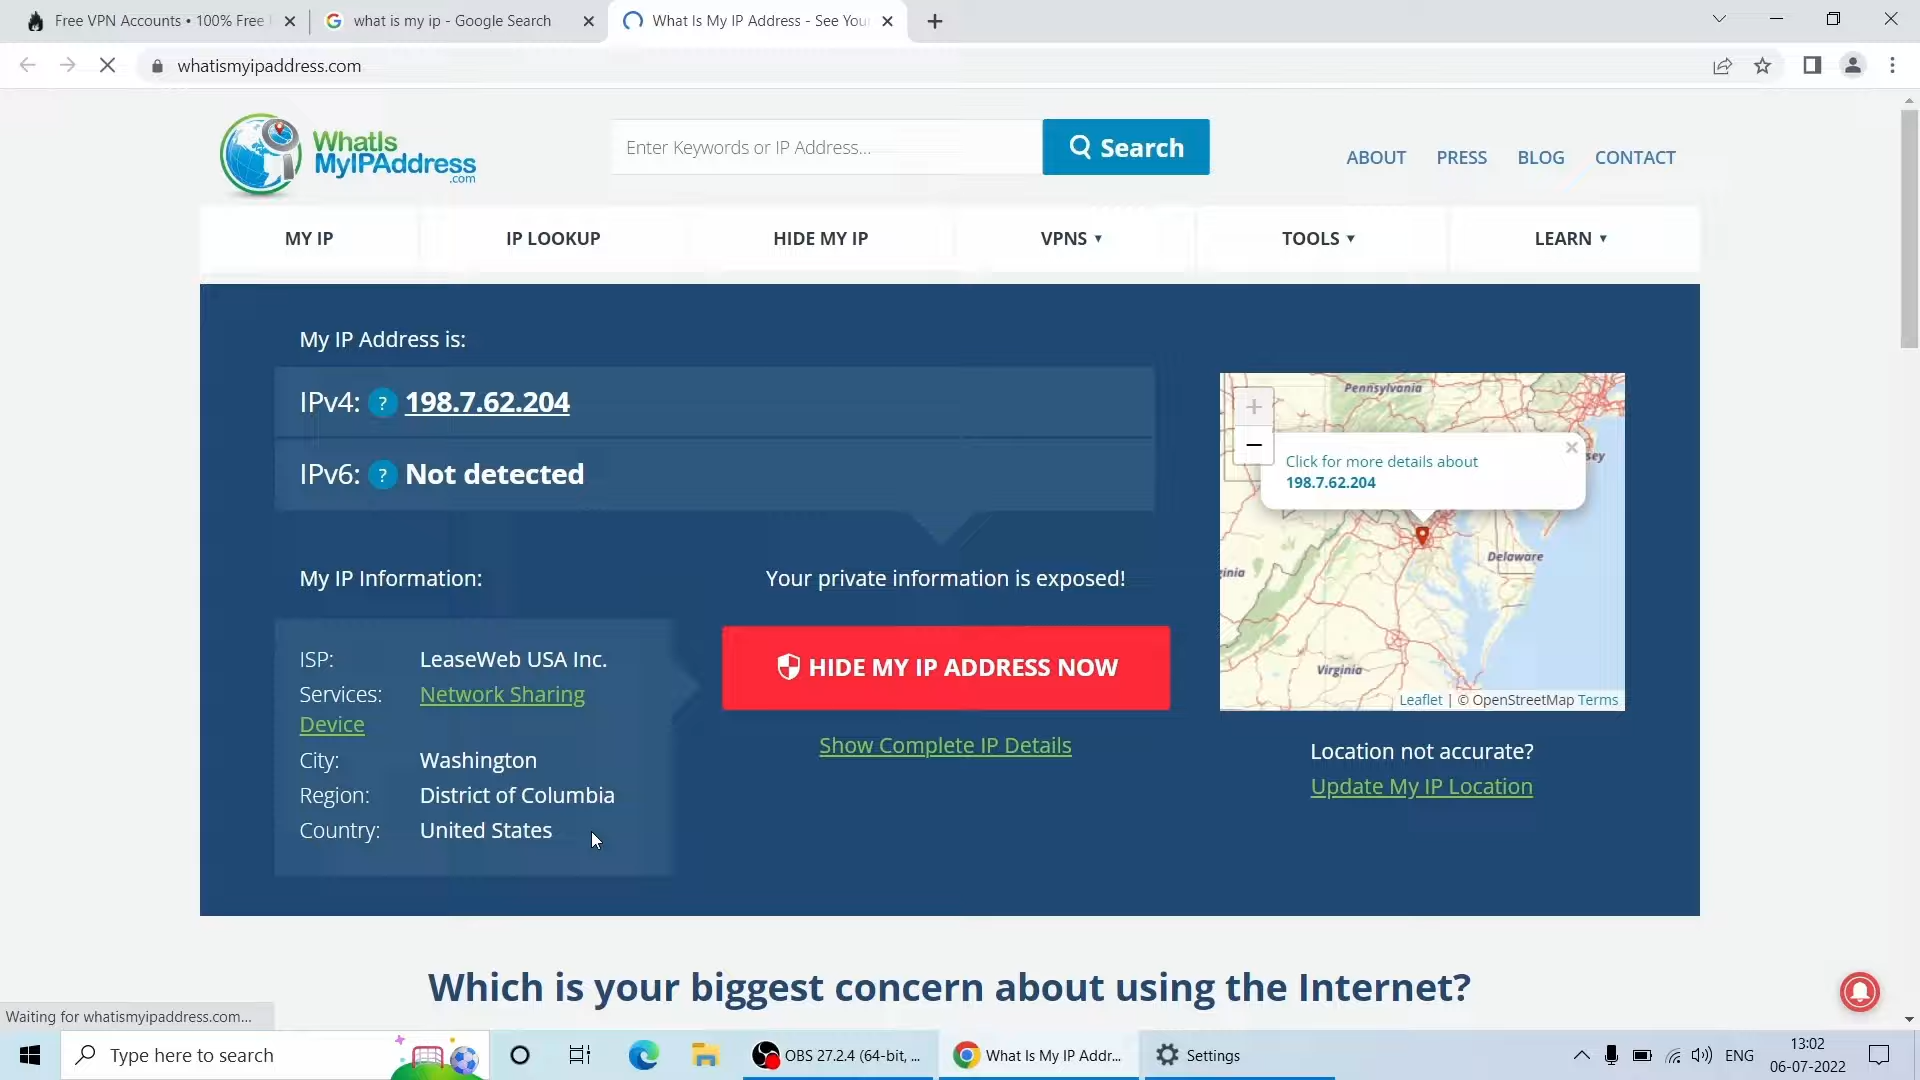 Free VPN Accounts • 100% Free
what is my ip - Google Search
What Is My IP Address - See You
whatismyipaddress.com
WhatIs
MyIPAddress
.com
Enter Keywords or IP Address...
Search
ABOUT
PRESS
BLOG
CONTACT
MY IP
IP LOOKUP
HIDE MY IP
VPNS ▾
TOOLS ▾
LEARN ▾
My IP Address is:
IPv4: ? 198.7.62.204
IPv6: ? Not detected
My IP Information:
ISP: LeaseWeb USA Inc.
Services: Network Sharing
Device
City: Washington
Region: District of Columbia
Country: United States
Your private information is exposed!
HIDE MY IP ADDRESS NOW
Show Complete IP Details
Pennsylvania
+
−
Click for more details about
198.7.62.204
×
sey
Delaware
ginia
Virginia
Leaflet | © OpenStreetMap Terms
Location not accurate?
Update My IP Location
Which is your biggest concern about using the Internet?
Waiting for whatismyipaddress.com...
Type here to search
OBS 27.2.4 (64-bit, ...
What Is My IP Addr...
Settings
ENG
13:02
06-07-2022